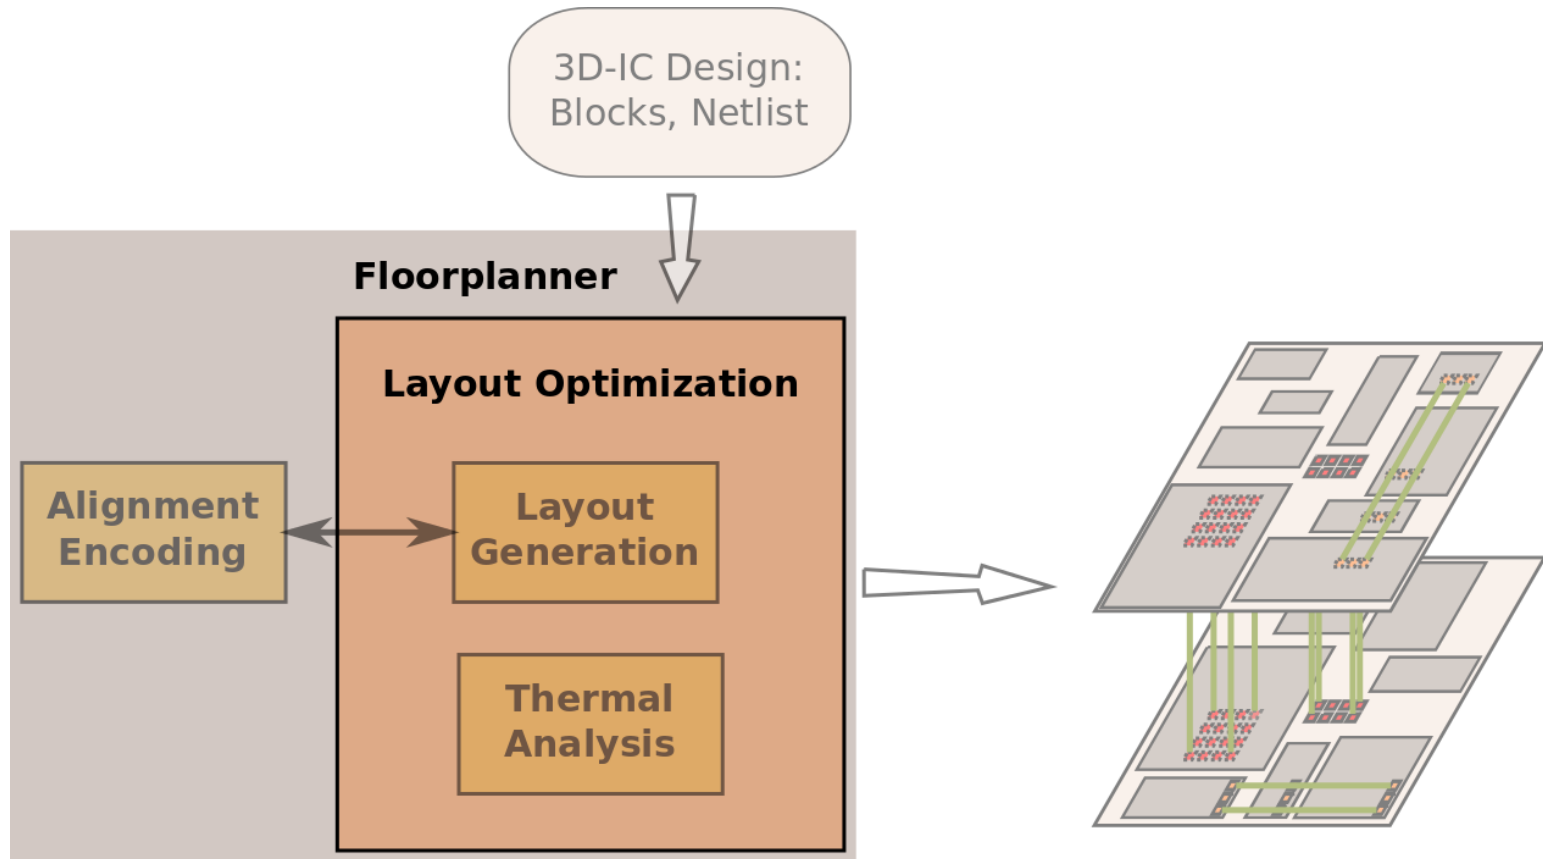 3D-IC Design:
Blocks, Netlist
Floorplanner
Layout Optimization
Alignment
Encoding
Layout
Generation
Thermal
Analysis